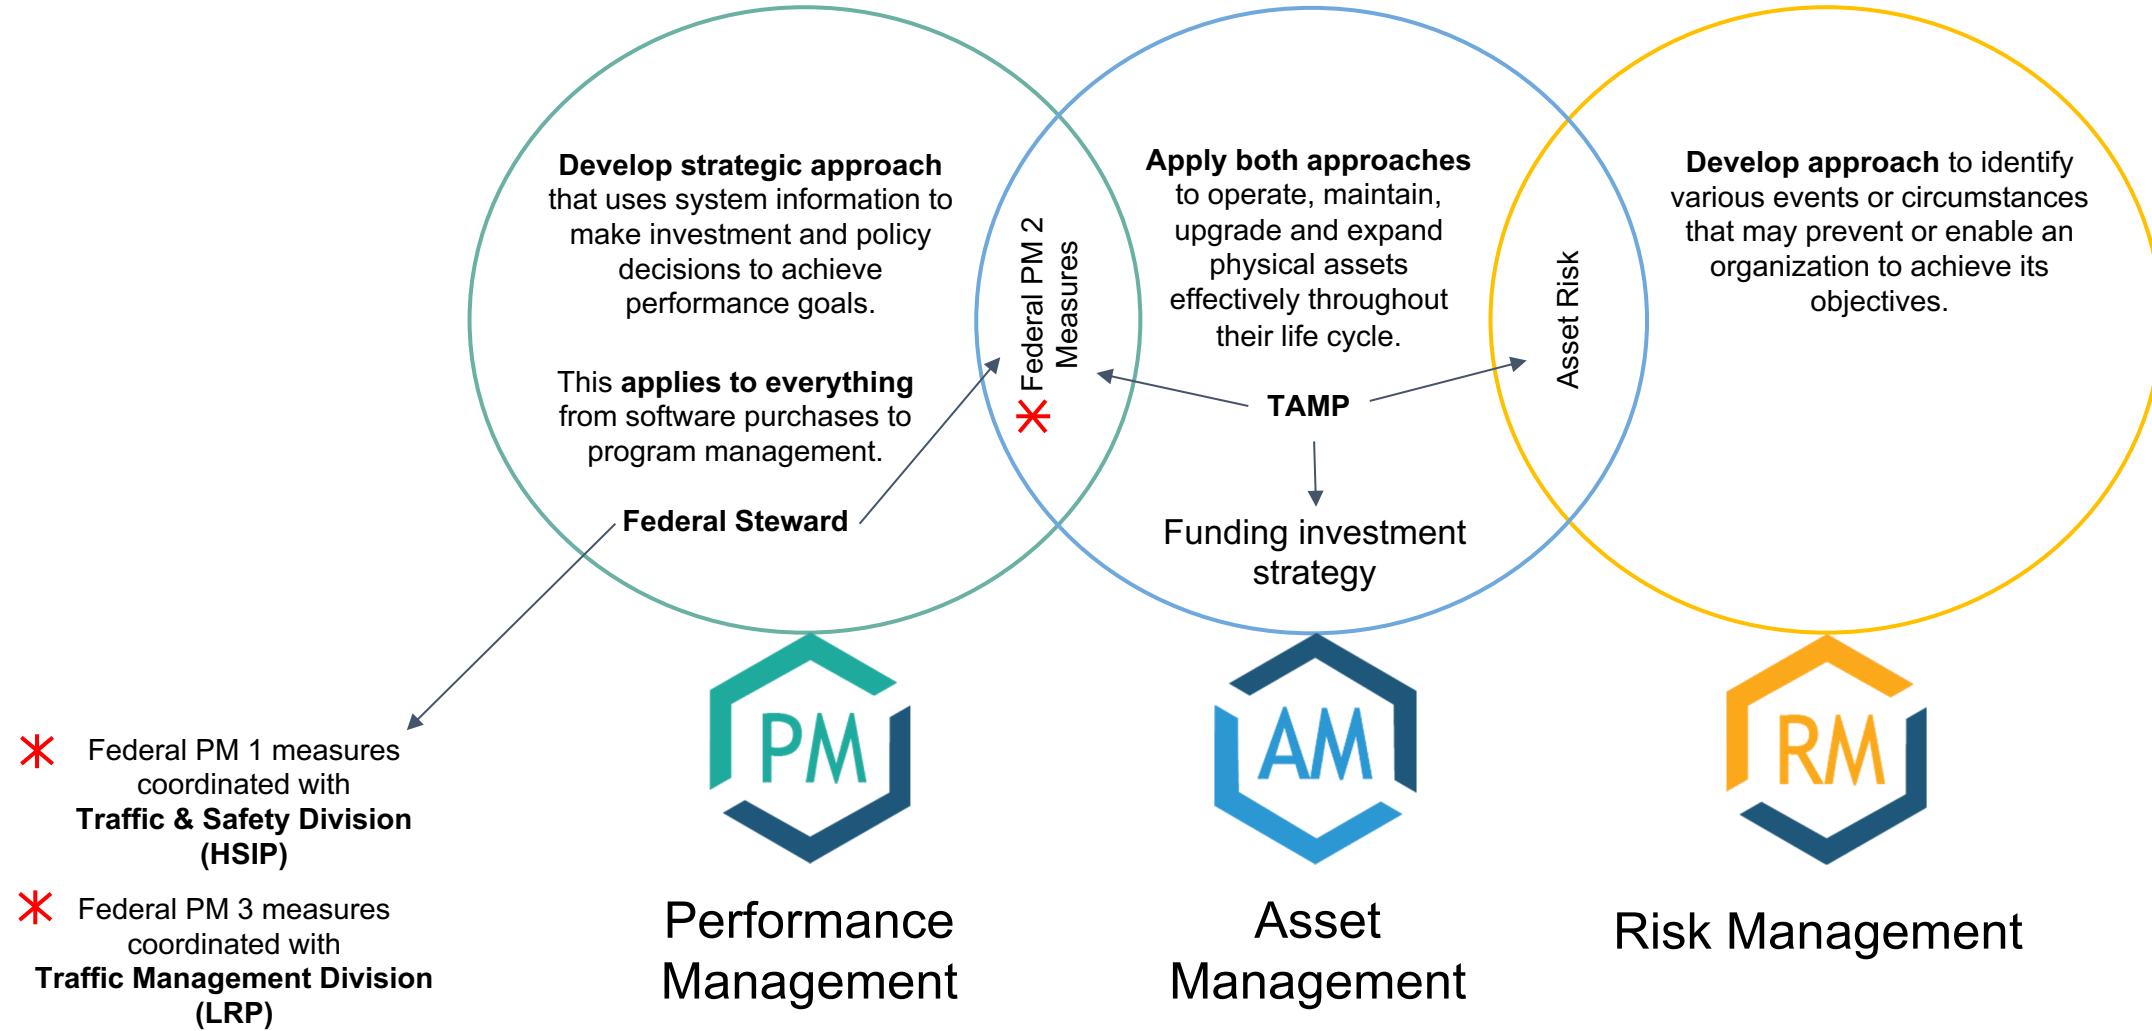 Develop strategic approach
that uses system information to
make investment and policy
decisions to achieve
performance goals.
This applies to everything
from software purchases to
program management.
Federal Steward
Federal PM 2
Measures
Apply both approaches
to operate, maintain,
upgrade and expand
physical assets
effectively throughout
their life cycle.
TAMP
Funding investment
strategy
Asset Risk
Develop approach to identify
various events or circumstances
that may prevent or enable an
organization to achieve its
objectives.
Federal PM 1 measures
coordinated with
Traffic & Safety Division
(HSIP)
Federal PM 3 measures
coordinated with
Traffic Management Division
(LRP)
PM
Performance
Management
AM
Asset
Management
RM
Risk Management